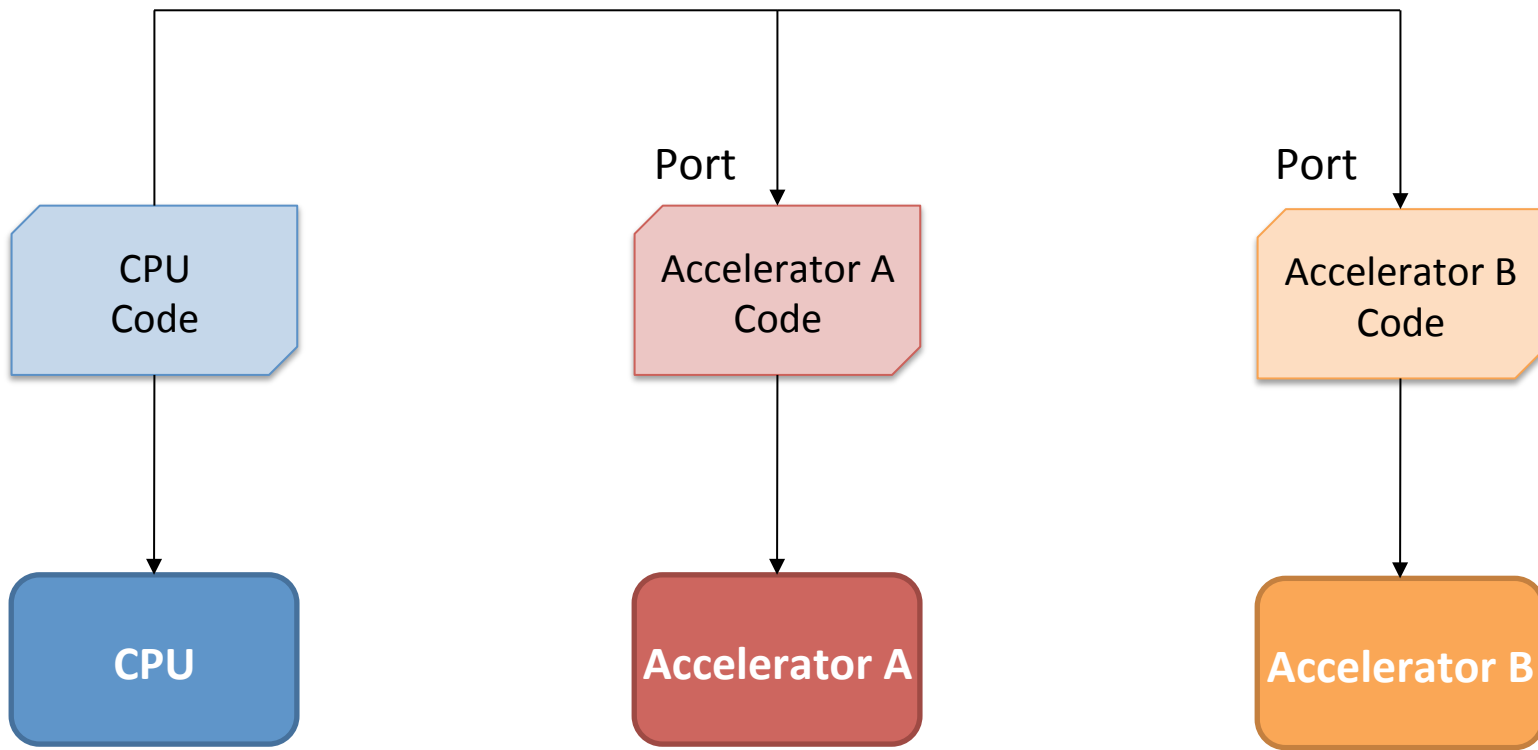 Port
Port
CPU
Code
Accelerator A
Code
Accelerator B
Code
CPU
Accelerator A
Accelerator B